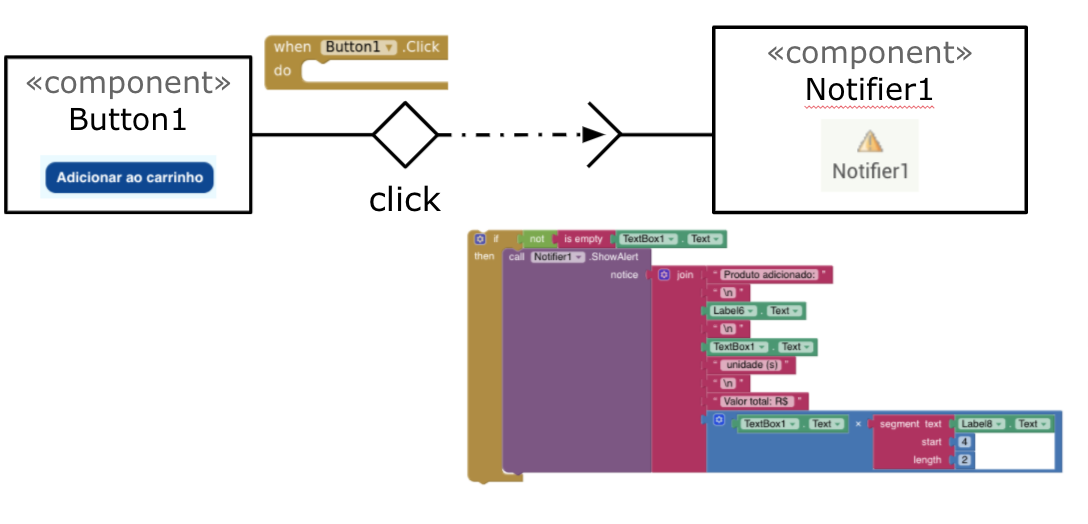 when Button1 .Click
do
«component»
Button1
Adicionar ao carrinho
click
«component»
Notifier1
Notifier1
if not is empty TextBox1 . Text
then call Notifier1 .ShowAlert
notice join " Produto adicionado: "
" \n "
Label6 . Text
" \n "
TextBox1 . Text
" unidade (s) "
" \n "
" Valor total: R$ "
TextBox1 . Text × segment text Label8 . Text
start 4
length 2